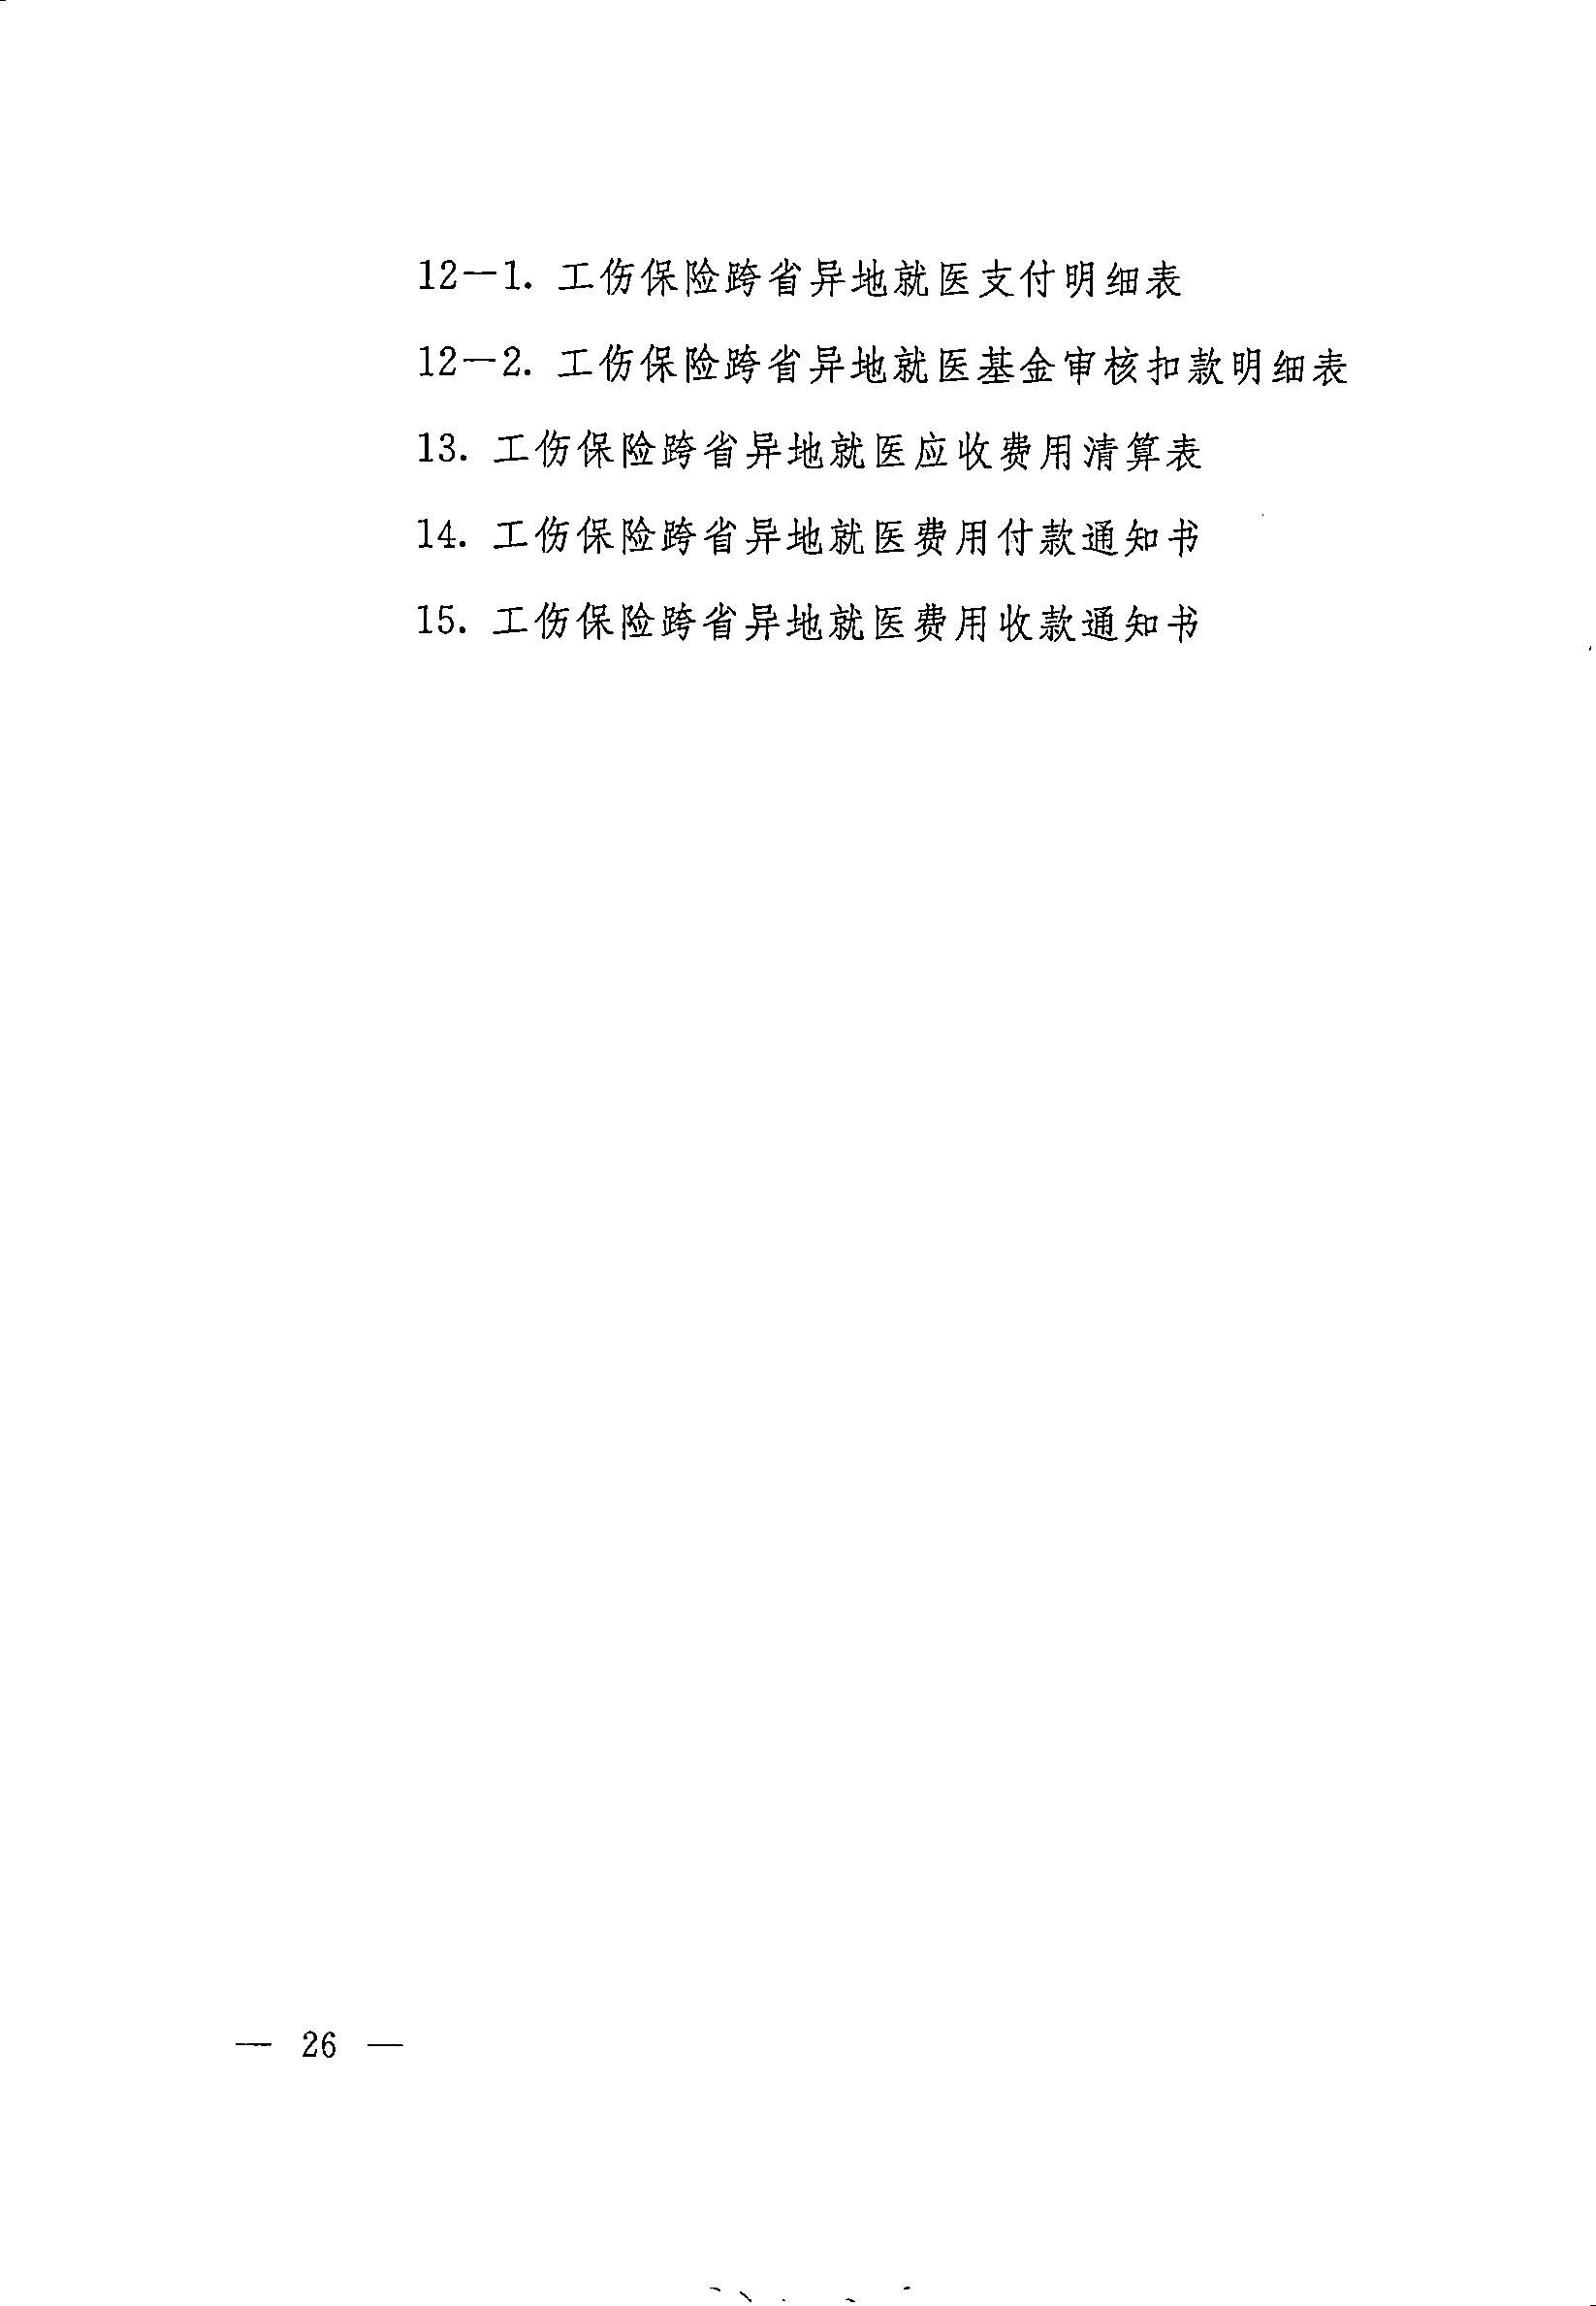 12—1. 工伤保险跨省异地就医支付明细表
12—2. 工伤保险跨省异地就医基金审核扣款明细表
13. 工伤保险跨省异地就医应收费用清算表
14. 工伤保险跨省异地就医费用付款通知书
15. 工伤保险跨省异地就医费用收款通知书
— 26 —